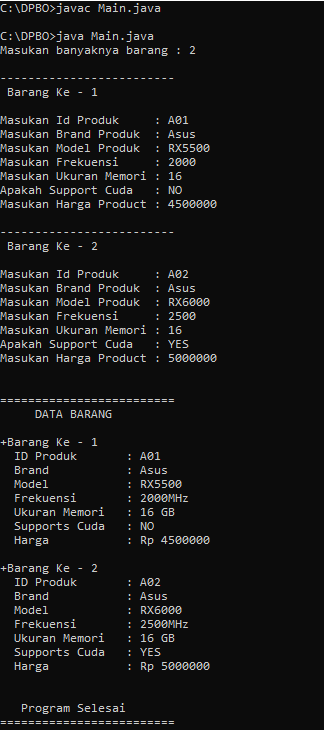 C:\DPBO>javac Main.java
C:\DPBO>java Main.java
Masukan banyaknya barang : 2
-------------------------
Barang Ke - 1
Masukan Id Produk     : A01
Masukan Brand Produk  : Asus
Masukan Model Produk  : RX5500
Masukan Frekuensi     : 2000
Masukan Ukuran Memori : 16
Apakah Support Cuda   : NO
Masukan Harga Product : 4500000
-------------------------
Barang Ke - 2
Masukan Id Produk     : A02
Masukan Brand Produk  : Asus
Masukan Model Produk  : RX6000
Masukan Frekuensi     : 2500
Masukan Ukuran Memori : 16
Apakah Support Cuda   : YES
Masukan Harga Product : 5000000
=========================
DATA BARANG
+Barang Ke - 1
ID Produk       : A01
Brand           : Asus
Model           : RX5500
Frekuensi       : 2000MHz
Ukuran Memori   : 16 GB
Supports Cuda   : NO
Harga           : Rp 4500000
+Barang Ke - 2
ID Produk       : A02
Brand           : Asus
Model           : RX6000
Frekuensi       : 2500MHz
Ukuran Memori   : 16 GB
Supports Cuda   : YES
Harga           : Rp 5000000
Program Selesai
=========================